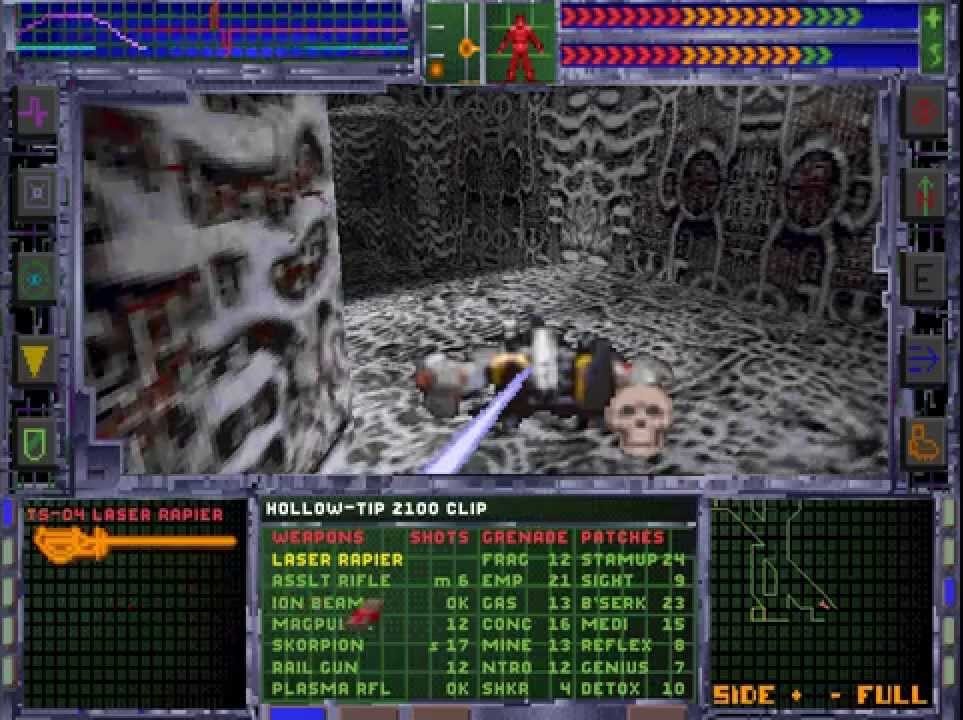 E
TS-04 LASER RAPIER
HOLLOW-TIP 2100 CLIP
WEAPONS SHOTS GRENADE PATCHES
LASER RAPIER FRAG 12 STAMUP 24
ASSLT RIFLE m 6 EMP 21 SIGHT 9
ION BEAM OK GAS 13 B'SERK 23
MAGPUL 12 CONC 16 MEDI 15
SKORPION s 17 MINE 13 REFLEX 8
RAIL GUN 12 NTRO 12 GENIUS 7
PLASMA RFL OK SHKR 4 DETOX 10
SIDE + - FULL